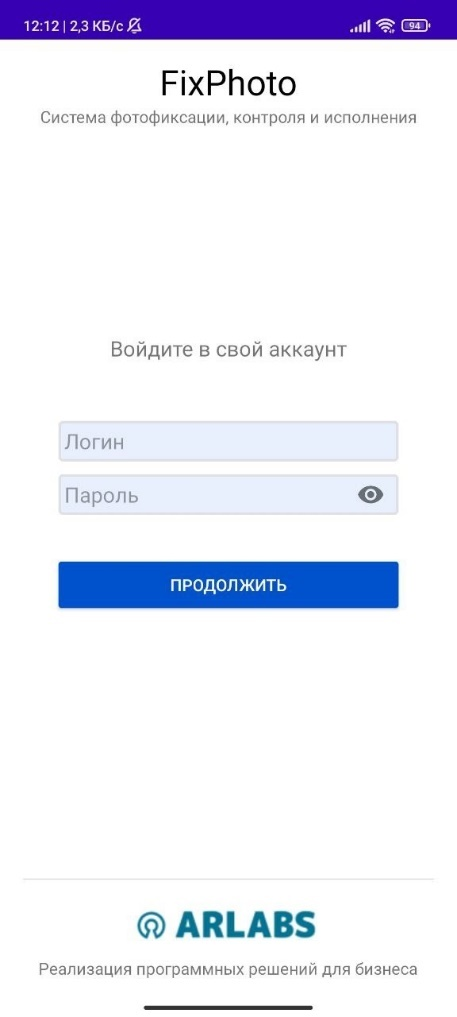 12:12 | 2,3 КБ/с 94
FixPhoto
Система фотофиксации, контроля и исполнения
Войдите в свой аккаунт
Логин
Пароль
ПРОДОЛЖИТЬ
ARLABS
Реализация программных решений для бизнеса